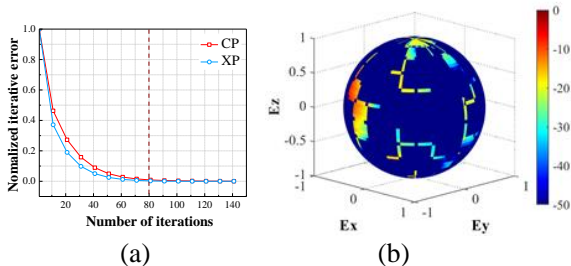 Nomalized iterative error
1.0
0.8
0.6
0.4
0.2
0.0
CP
XP
20 40 60 80 100 120 140
Number of iterations
(a)
Ez
1
0.5
0
-0.5
-1
-1
0
1
Ex
-1
0
1
Ey
0
-10
-20
-30
-40
-50
(b)